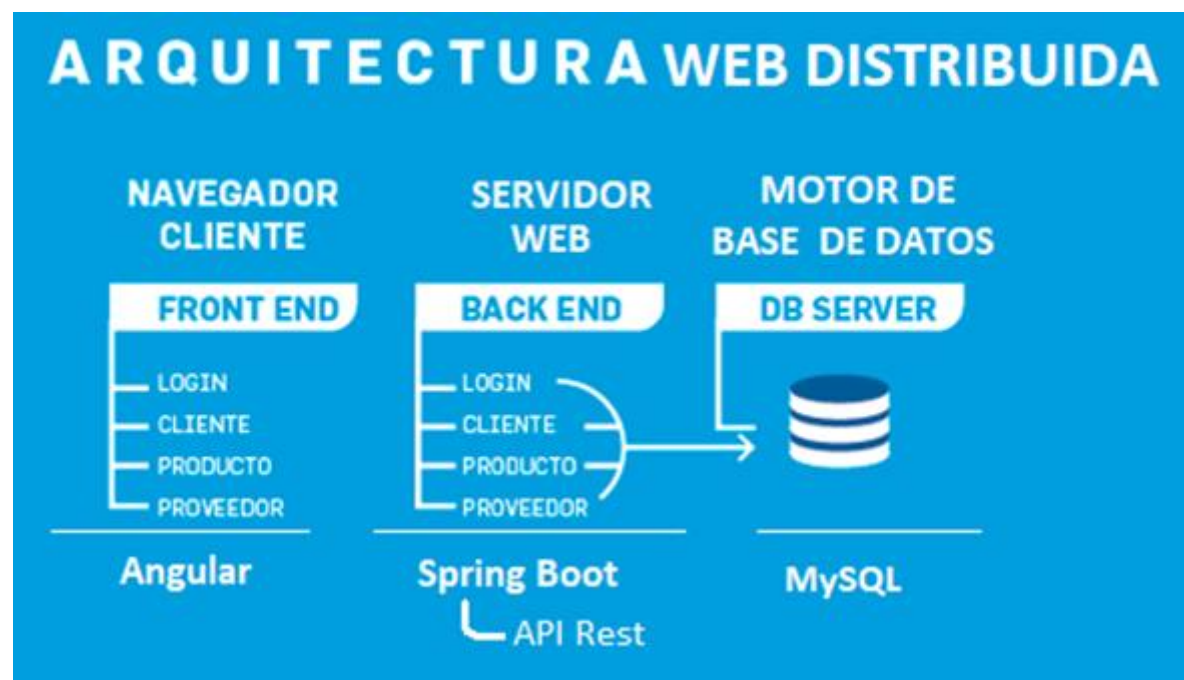 ARQUITECTURA WEB DISTRIBUIDA
NAVEGADOR
CLIENTE
FRONT END
LOGIN
CLIENTE
PRODUCTO
PROVEEDOR
Angular
SERVIDOR
WEB
BACK END
LOGIN
CLIENTE
PRODUCTO
PROVEEDOR
Spring Boot
API Rest
MOTOR DE
BASE DE DATOS
DB SERVER
MySQL